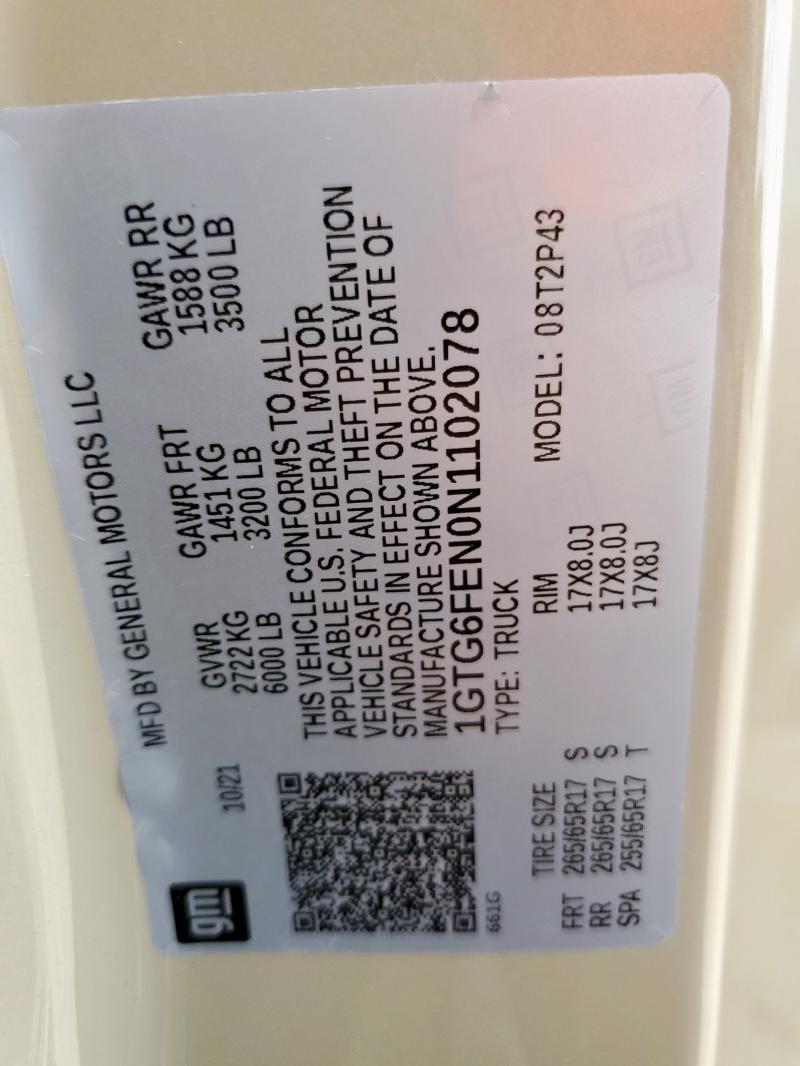 gm
MFD BY GENERAL MOTORS LLC
10/21
GVWR GAWR FRT GAWR RR
2722 KG 1451 KG 1588 KG
6000 LB 3200 LB 3500 LB
THIS VEHICLE CONFORMS TO ALL
APPLICABLE U.S. FEDERAL MOTOR
VEHICLE SAFETY AND THEFT PREVENTION
STANDARDS IN EFFECT ON THE DATE OF
MANUFACTURE SHOWN ABOVE.
1GTG6FEN0N1102078
TYPE: TRUCK MODEL: 08T2P43
661G
TIRE SIZE RIM
FRT 265/65R17 S 17X8.0J
RR 265/65R17 S 17X8.0J
SPA 255/65R17 T 17X8J